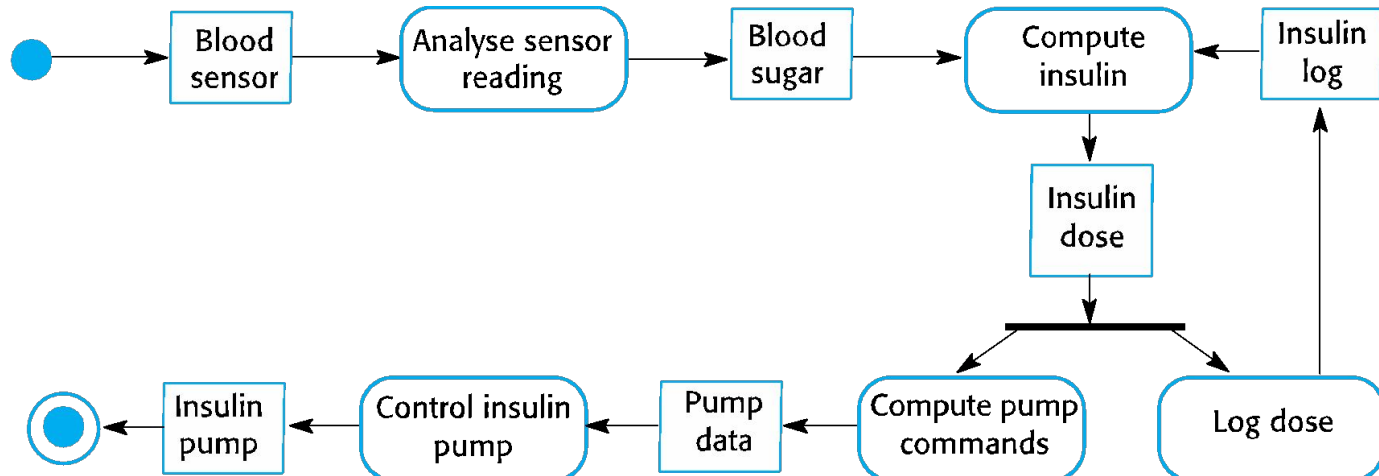 Blood
sensor
Analyse sensor
reading
Blood
sugar
Compute
insulin
Insulin
log
Insulin
dose
Insulin
pump
Control insulin
pump
Pump
data
Compute pump
commands
Log dose